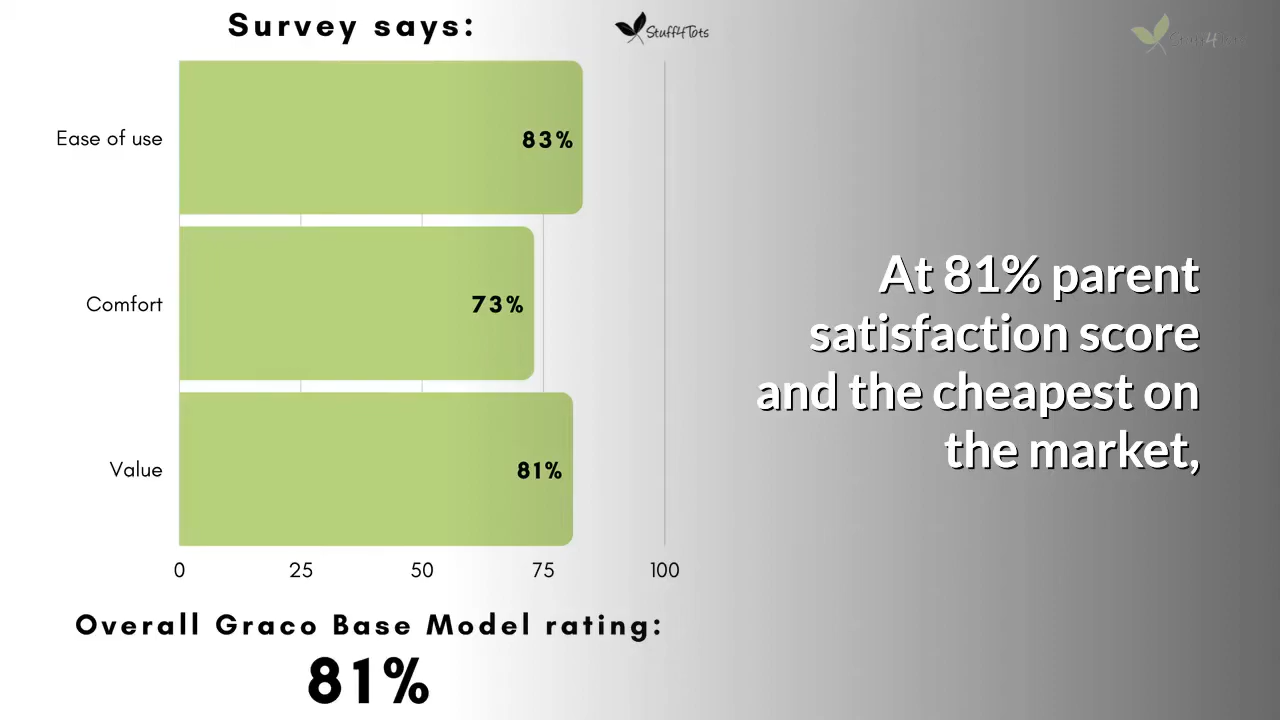 Survey says:
Stuff4Tots
Ease of use
83%
Comfort
73%
Value
81%
0 25 50 75 100
Overall Graco Base Model rating:
81%
At 81% parent
satisfaction score
and the cheapest on
the market,